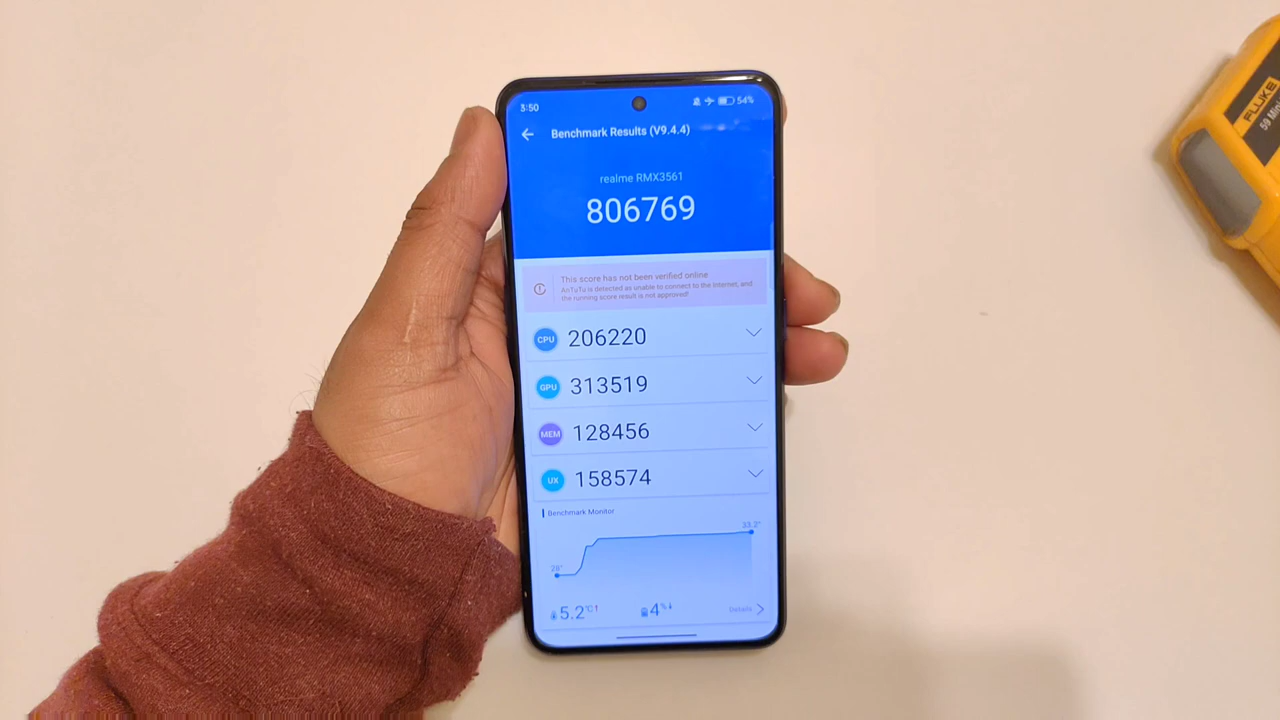 3:50
54%
Benchmark Results (V9.4.4)
realme RMX3561
806769
This score has not been verified online
AnTuTu is detected as unable to connect to the Internet, and
the running score result is not approved!
CPU 206220
GPU 313519
MEM 128456
UX 158574
Benchmark Monitor
33.2°
28°
5.2°C↑
4%↓
Details
FLUKE
59